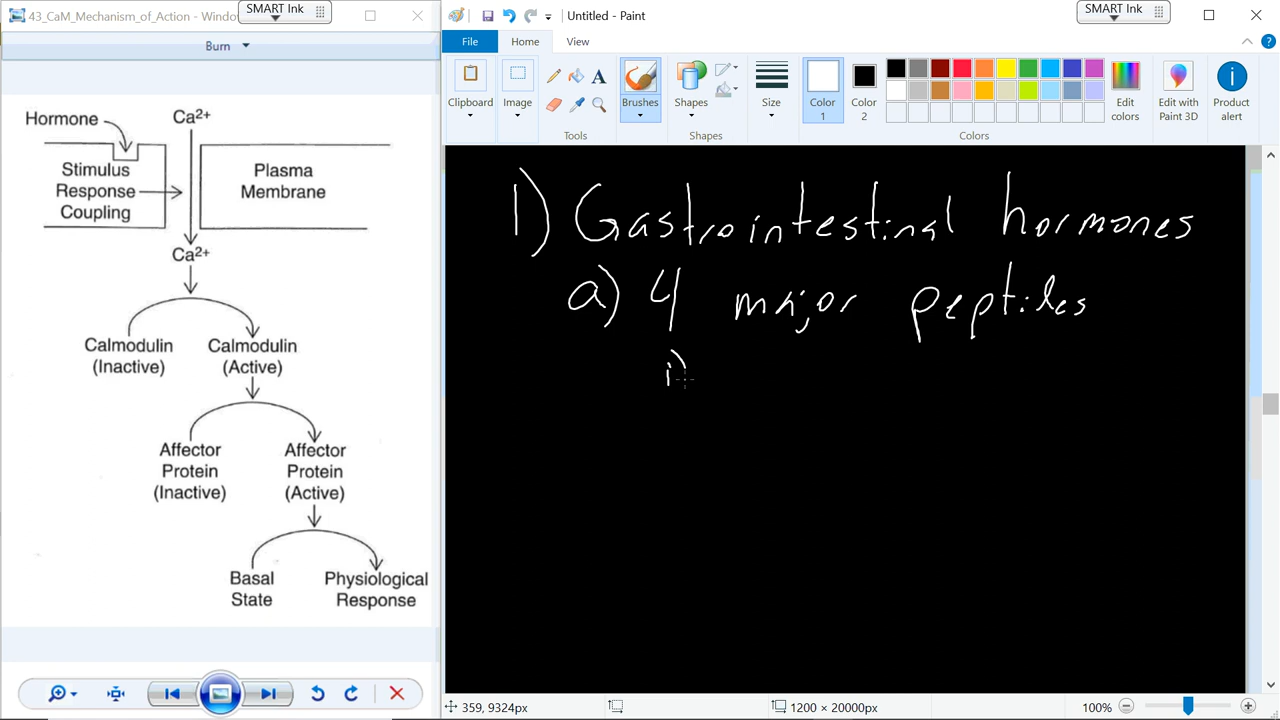 43_CaM_Mechanism_of_Action - Windo
SMART Ink
Untitled - Paint
SMART Ink
Burn
File
Home
View
Clipboard
Image
Tools
Brushes
Shapes
Shapes
Size
Color 1
Color 2
Colors
Edit colors
Edit with Paint 3D
Product alert
Hormone
Ca²⁺
Stimulus
Response
Coupling
Plasma
Membrane
Ca²⁺
Calmodulin
(Inactive)
Calmodulin
(Active)
Affector
Protein
(Inactive)
Affector
Protein
(Active)
Basal
State
Physiological
Response
1) Gastrointestinal hormones
a) 4 major peptides
i)
359, 9324px
1200 × 20000px
100%